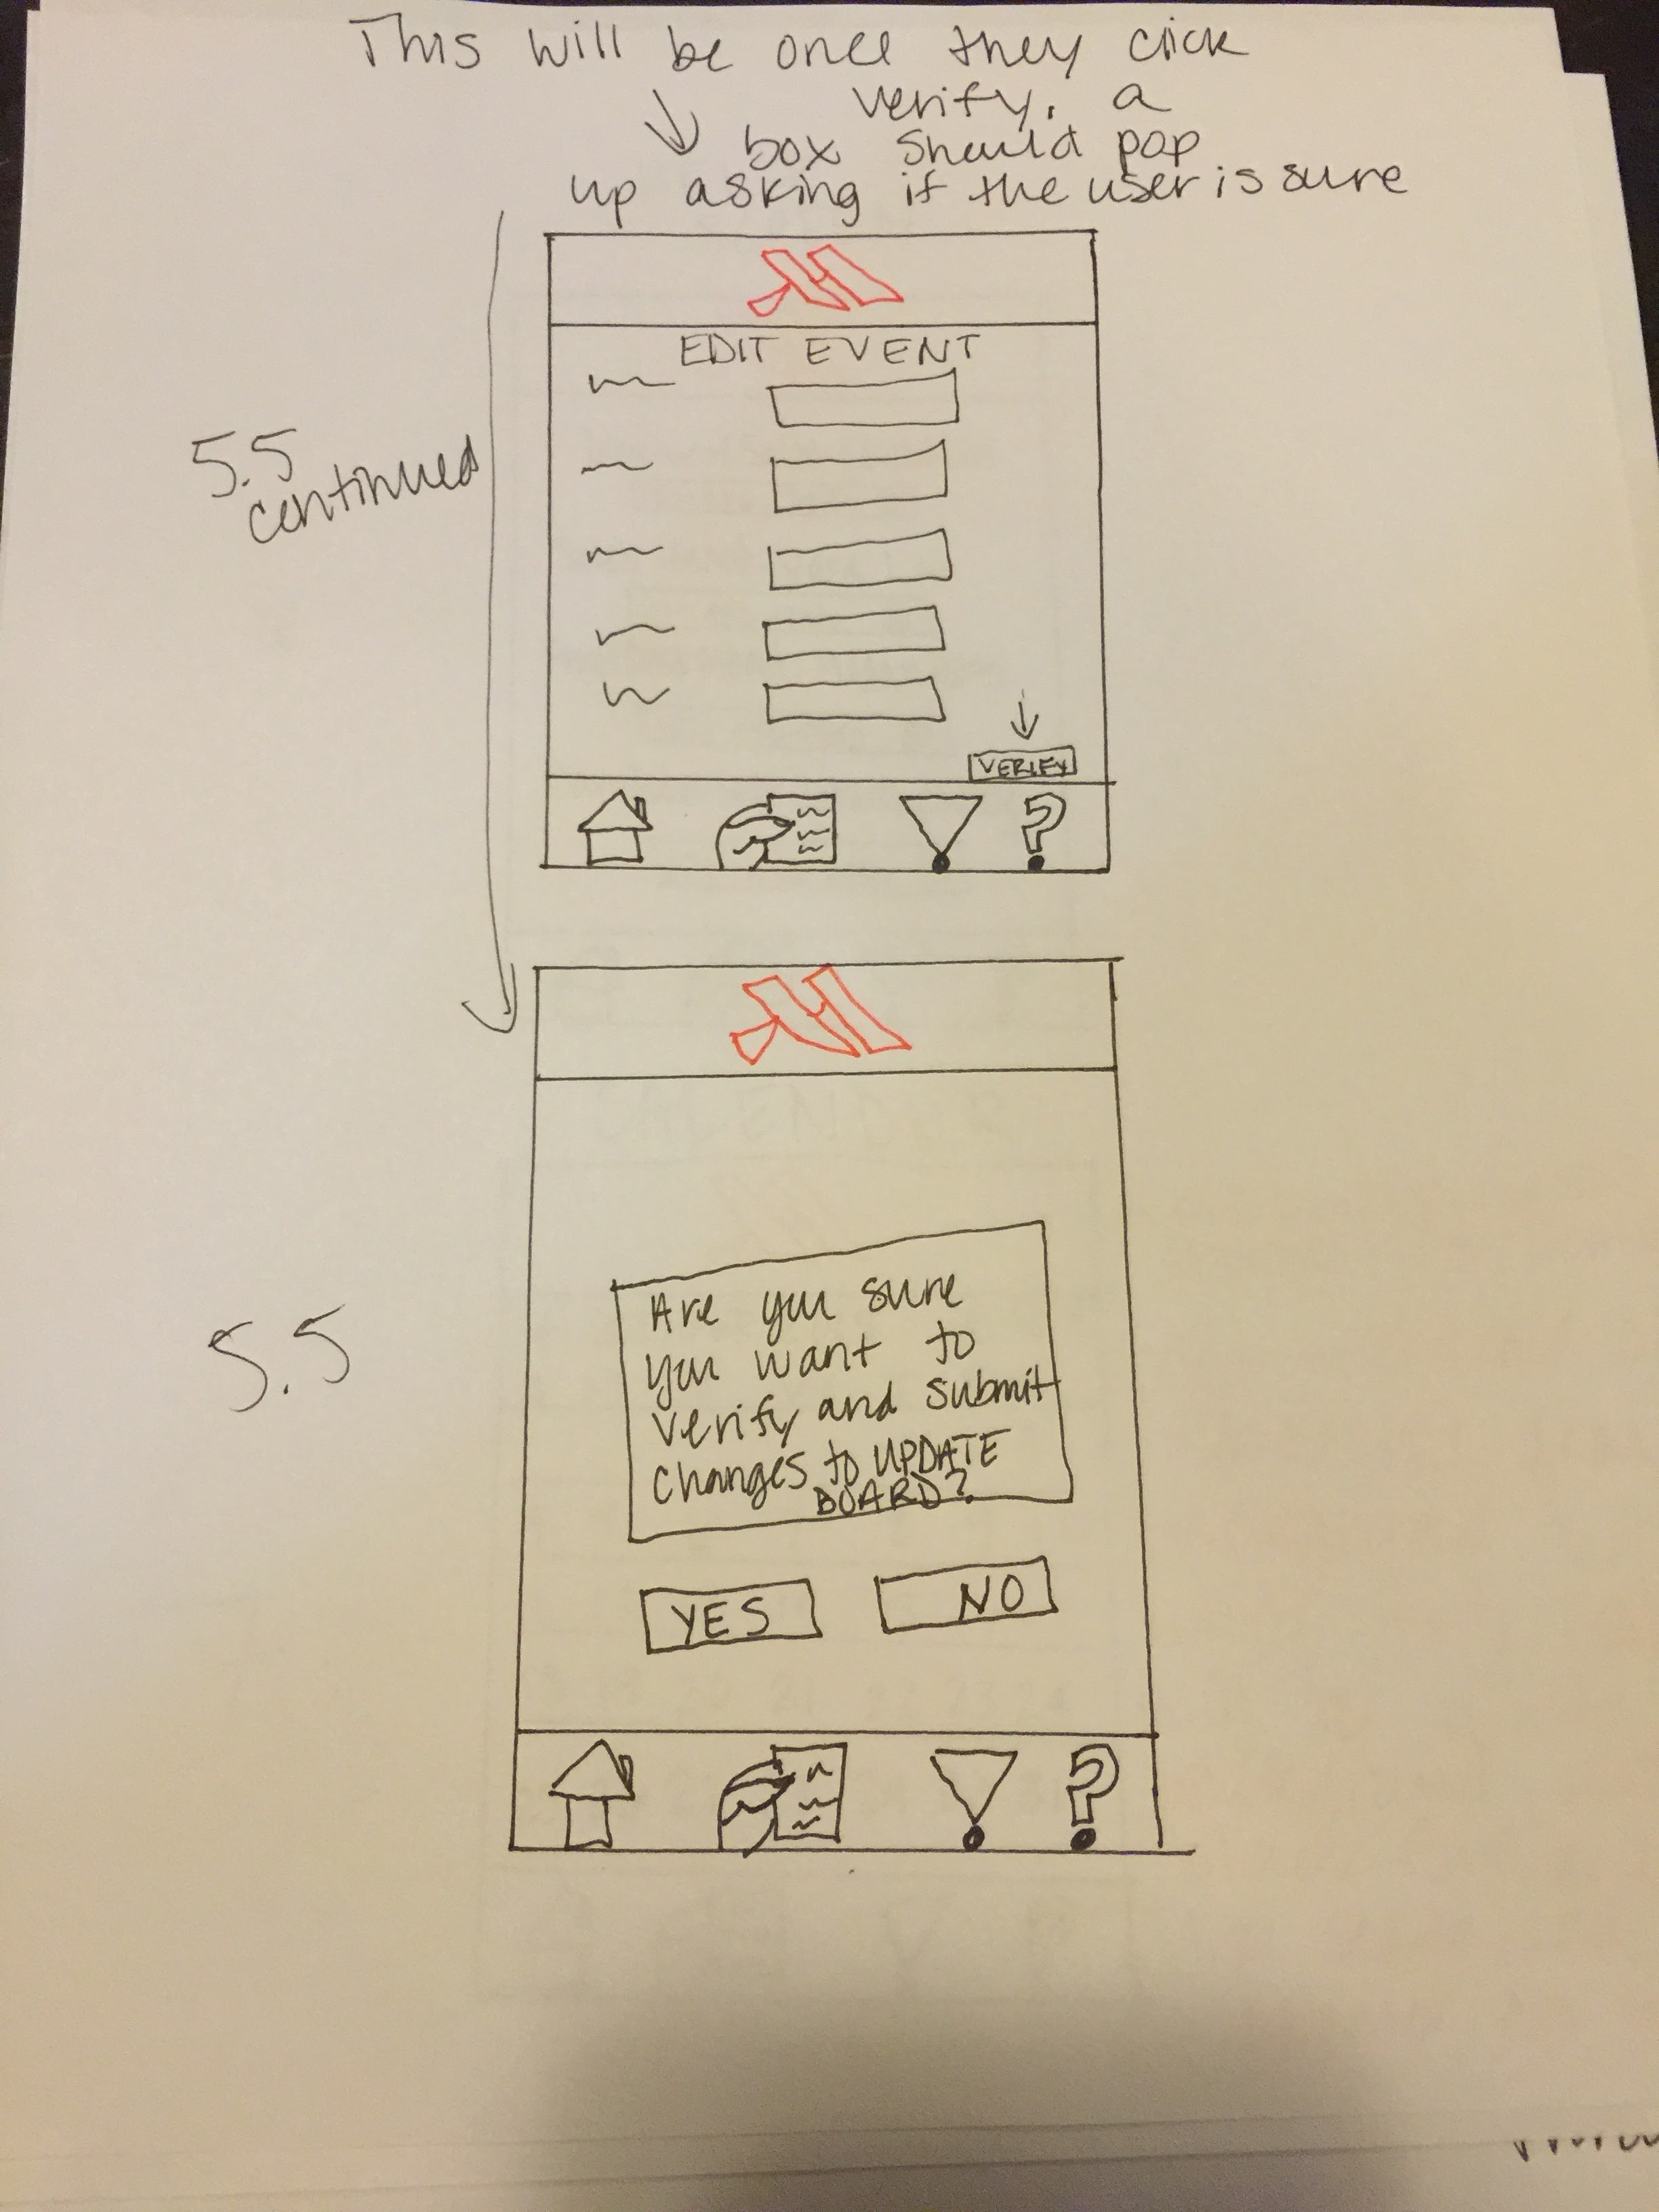 This will be once they click
verify. a
box should pop
up asking if the user is sure
EDIT EVENT
5.5
continued
VERIFY
Are you sure
you want to
verify and submit
changes to UPDATE
BOARD?
5.5
YES
NO